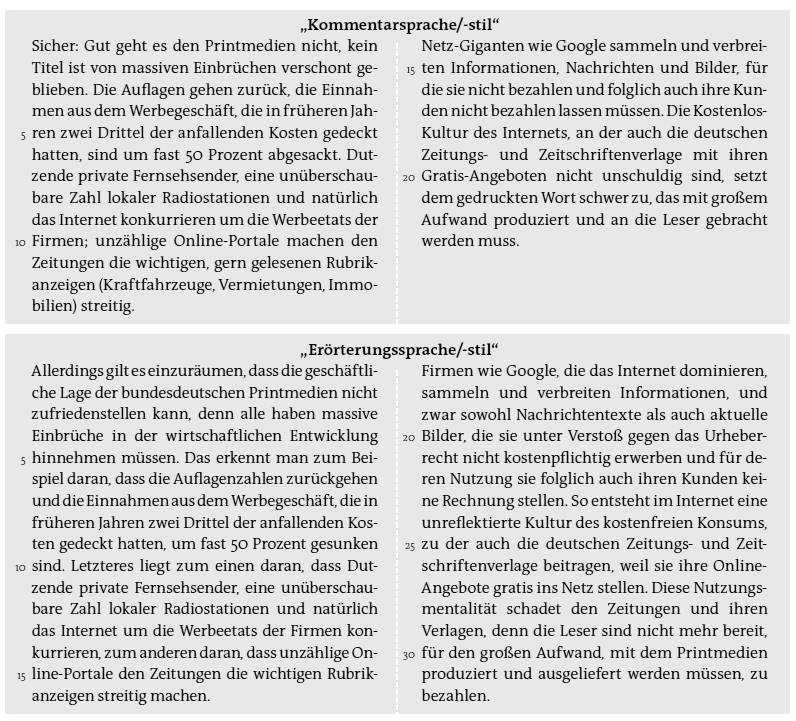 „Kommentarsprache/-stil“
Sicher: Gut geht es den Printmedien nicht, kein
Titel ist von massiven Einbrüchen verschont ge-
blieben. Die Auflagen gehen zurück, die Einnah-
men aus dem Werbegeschäft, die in früheren Jah-
5 ren zwei Drittel der anfallenden Kosten gedeckt
hatten, sind um fast 50 Prozent abgesackt. Dut-
zende private Fernsehsender, eine unüberschau-
bare Zahl lokaler Radiostationen und natürlich
das Internet konkurrieren um die Werbeetats der
10 Firmen; unzählige Online-Portale machen den
Zeitungen die wichtigen, gern gelesenen Rubrik-
anzeigen (Kraftfahrzeuge, Vermietungen, Immo-
bilien) streitig.
Netz-Giganten wie Google sammeln und verbrei-
15 ten Informationen, Nachrichten und Bilder, für
die sie nicht bezahlen und folglich auch ihre Kun-
den nicht bezahlen lassen müssen. Die Kostenlos-
Kultur des Internets, an der auch die deutschen
Zeitungs- und Zeitschriftenverlage mit ihren
20 Gratis-Angeboten nicht unschuldig sind, setzt
dem gedruckten Wort schwer zu, das mit großem
Aufwand produziert und an die Leser gebracht
werden muss.
„Erörterungssprache/-stil“
Allerdings gilt es einzuräumen, dass die geschäftli-
che Lage der bundesdeutschen Printmedien nicht
zufriedenstellen kann, denn alle haben massive
Einbrüche in der wirtschaftlichen Entwicklung
5 hinnehmen müssen. Das erkennt man zum Bei-
spiel daran, dass die Auflagenzahlen zurückgehen
und die Einnahmen aus dem Werbegeschäft, die in
früheren Jahren zwei Drittel der anfallenden Kos-
ten gedeckt hatten, um fast 50 Prozent gesunken
10 sind. Letzteres liegt zum einen daran, dass Dut-
zende private Fernsehsender, eine unüberschau-
bare Zahl lokaler Radiostationen und natürlich
das Internet um die Werbeetats der Firmen kon-
kurrieren, zum anderen daran, dass unzählige On-
15 line-Portale den Zeitungen die wichtigen Rubrik-
anzeigen streitig machen.
Firmen wie Google, die das Internet dominieren,
sammeln und verbreiten Informationen, und
zwar sowohl Nachrichtentexte als auch aktuelle
20 Bilder, die sie unter Verstoß gegen das Urheber-
recht nicht kostenpflichtig erwerben und für de-
ren Nutzung sie folglich auch ihren Kunden kei-
ne Rechnung stellen. So entsteht im Internet eine
unreflektierte Kultur des kostenfreien Konsums,
25 zu der auch die deutschen Zeitungs- und Zeit-
schriftenverlage beitragen, weil sie ihre Online-
Angebote gratis ins Netz stellen. Diese Nutzungs-
mentalität schadet den Zeitungen und ihren
Verlagen, denn die Leser sind nicht mehr bereit,
30 für den großen Aufwand, mit dem Printmedien
produziert und ausgeliefert werden müssen, zu
bezahlen.